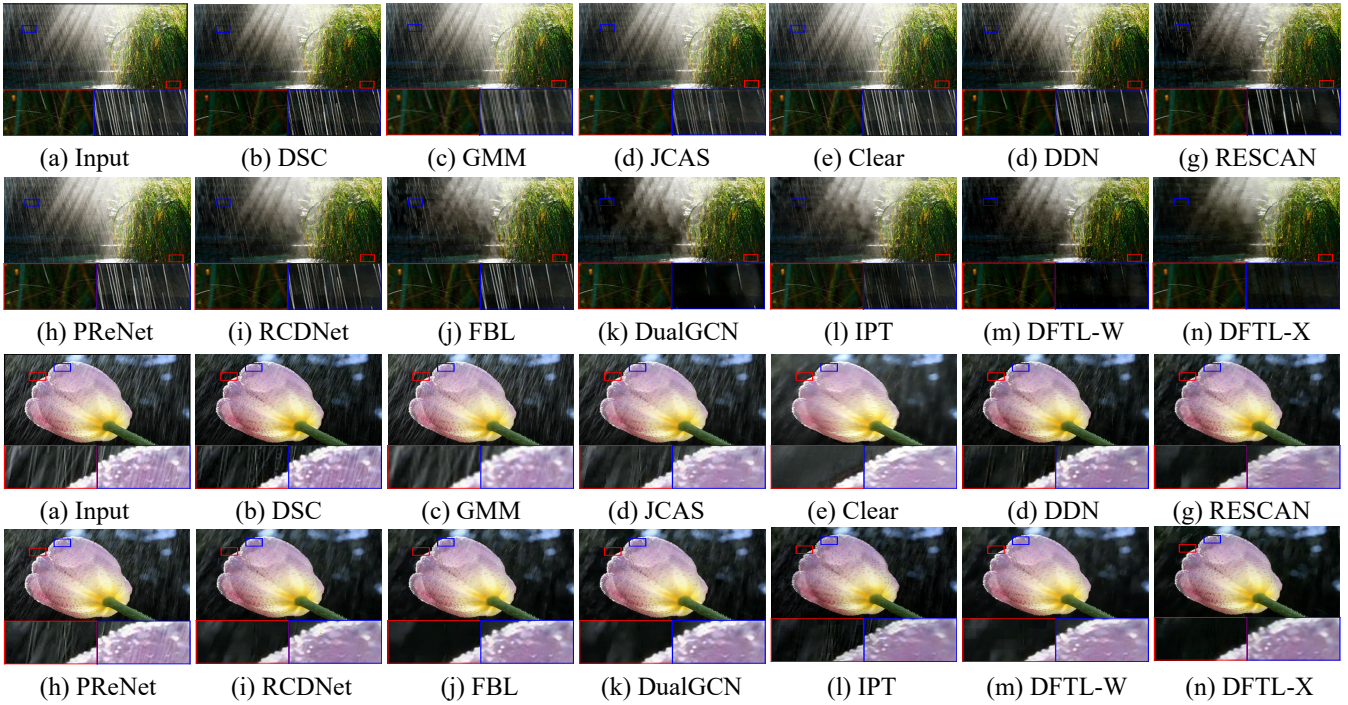 (a) Input (b) DSC (c) GMM (d) JCAS (e) Clear (d) DDN (g) RESCAN
(h) PReNet (i) RCDNet (j) FBL (k) DualGCN (l) IPT (m) DFTL-W (n) DFTL-X
(a) Input (b) DSC (c) GMM (d) JCAS (e) Clear (d) DDN (g) RESCAN
(h) PReNet (i) RCDNet (j) FBL (k) DualGCN (l) IPT (m) DFTL-W (n) DFTL-X